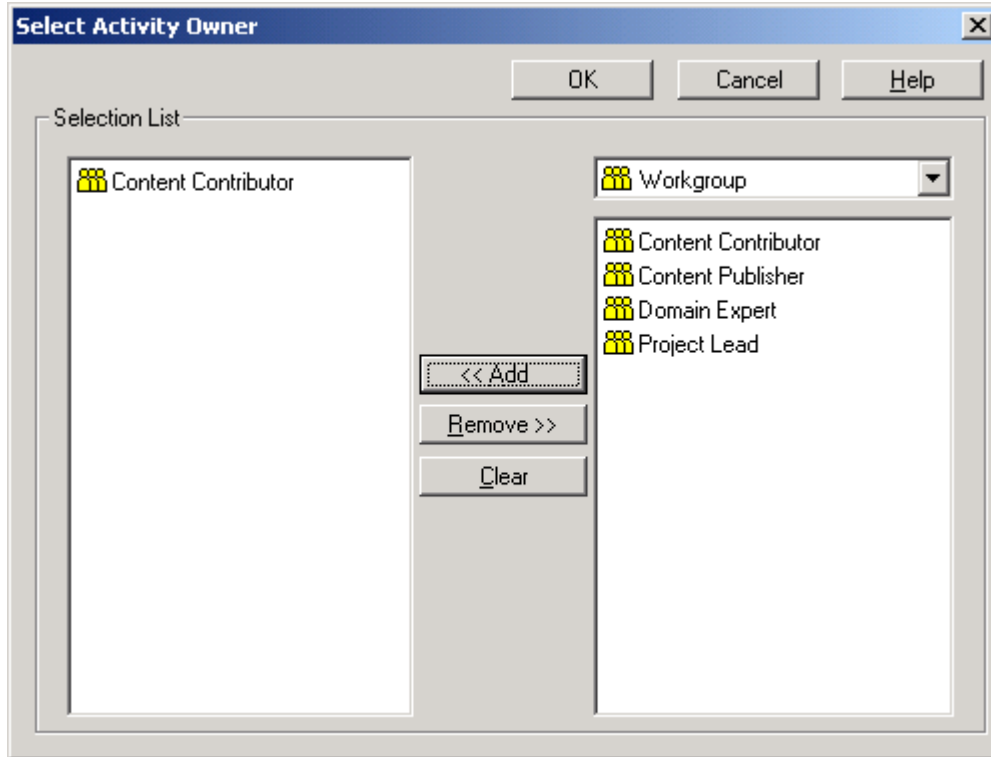 Select Activity Owner
OK
Cancel
Help
Selection List
Content Contributor
Workgroup
Content Contributor
Content Publisher
Domain Expert
Project Lead
<< Add
Remove >>
Clear